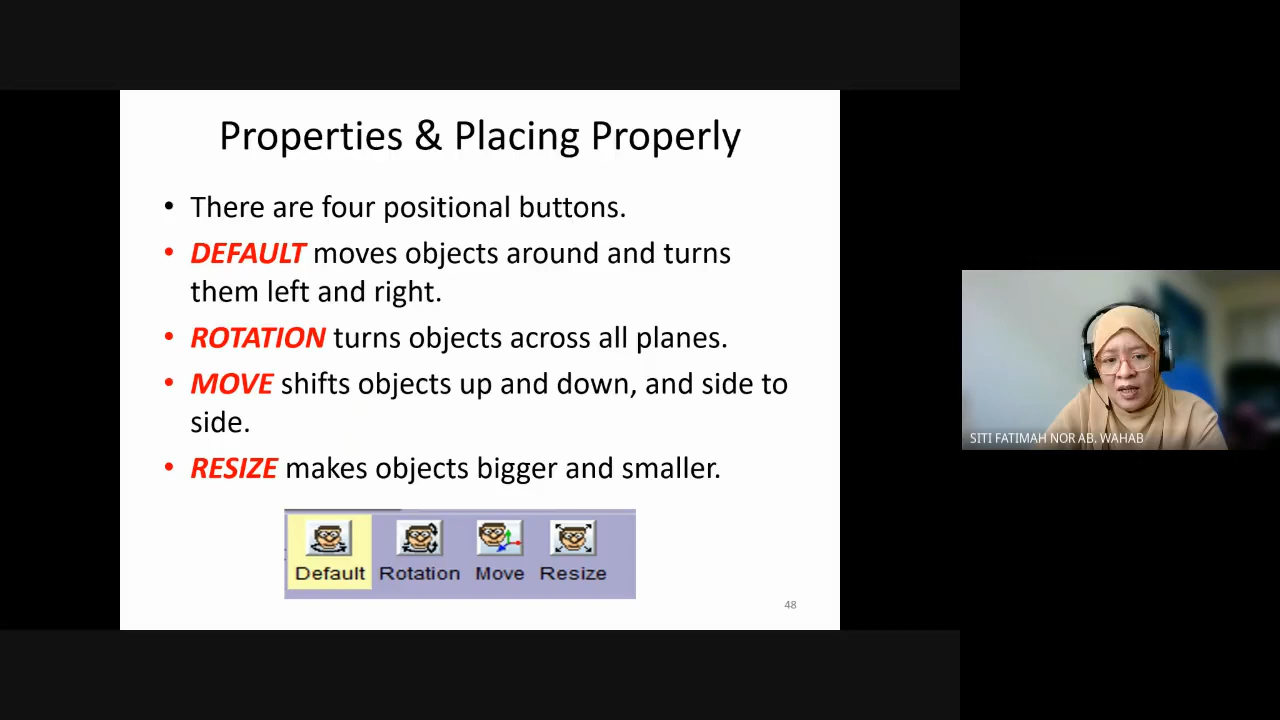 Properties & Placing Properly
• There are four positional buttons.
• DEFAULT moves objects around and turns
them left and right.
• ROTATION turns objects across all planes.
• MOVE shifts objects up and down, and side to
side.
• RESIZE makes objects bigger and smaller.
Default Rotation Move Resize
48
SITI FATIMAH NOR AB. WAHAB